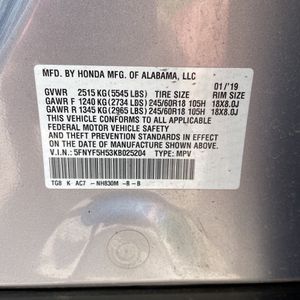 MFD. BY HONDA MFG. OF ALABAMA, LLC
01/'19
GVWR 2515 KG (5545 LBS) TIRE SIZE RIM SIZE
GAWR F 1240 KG (2734 LBS) 245/60R18 105H 18X8.0J
GAWR R 1345 KG (2965 LBS) 245/60R18 105H 18X8.0J
THIS VEHICLE CONFORMS TO ALL APPLICABLE
FEDERAL MOTOR VEHICLE SAFETY
AND THEFT PREVENTION STANDARDS IN EFFECT ON
THE DATE OF MANUFACTURE SHOWN ABOVE.
V.I.N: 5FNYF5H53KB025204 TYPE: MPV
TG8 K AC7 -NH830M -B -B